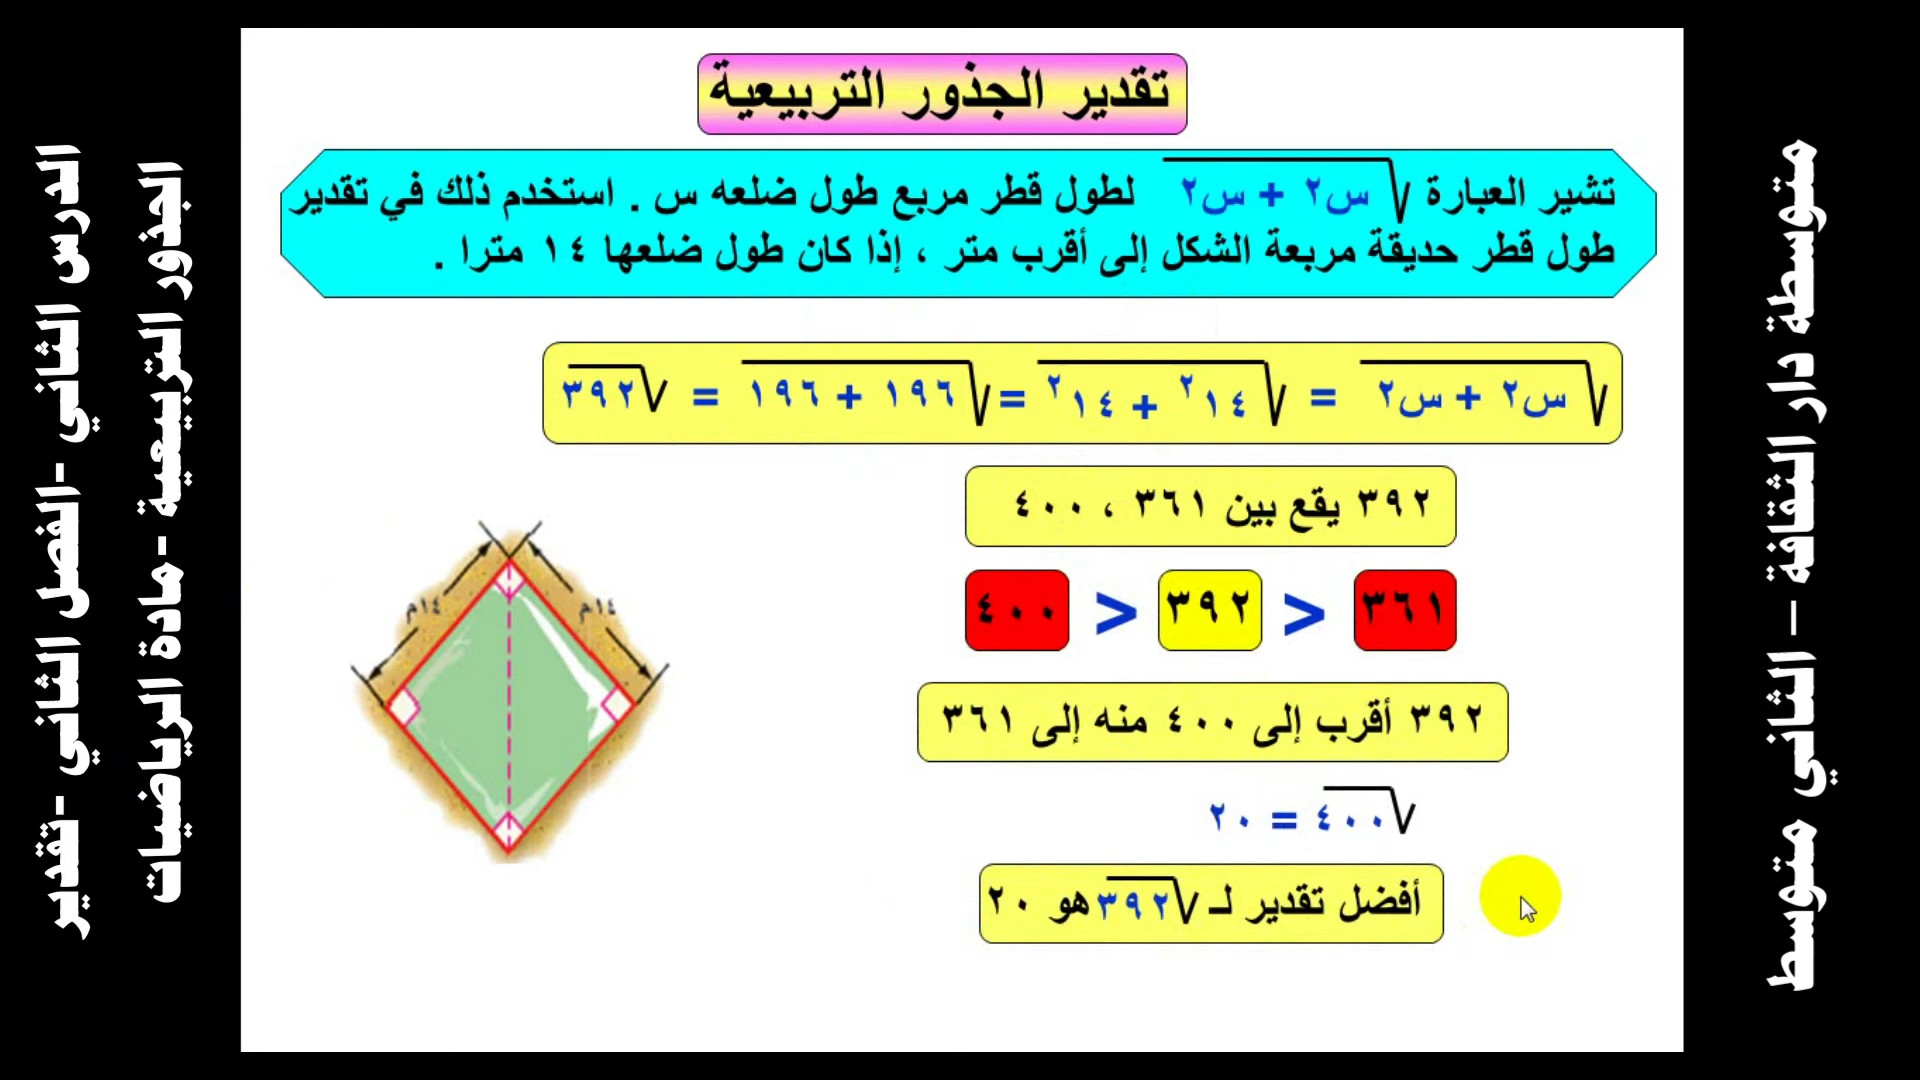 تقدير الجذور التربيعية
تشير العبارة √س٢ + س٢ لطول قطر مربع طول ضلعه س . استخدم ذلك في تقدير
طول قطر حديقة مربعة الشكل إلى أقرب متر ، إذا كان طول ضلعها ١٤ مترا .
√س٢ + س٢ = √١٤² + ١٤² = √١٩٦ + ١٩٦ = √٣٩٢
٣٩٢ يقع بين ٣٦١ ، ٤٠٠
٣٦١ > ٣٩٢ > ٤٠٠
٣٩٢ أقرب إلى ٤٠٠ منه إلى ٣٦١
√٤٠٠ = ٢٠
أفضل تقدير لـ √٣٩٢ هو ٢٠
١٤م
١٤م
متوسطة دار الثقافة – الثاني متوسط
الدرس الثاني -الفصل الثاني -تقدير
الجذور التربيعية -مادة الرياضيات